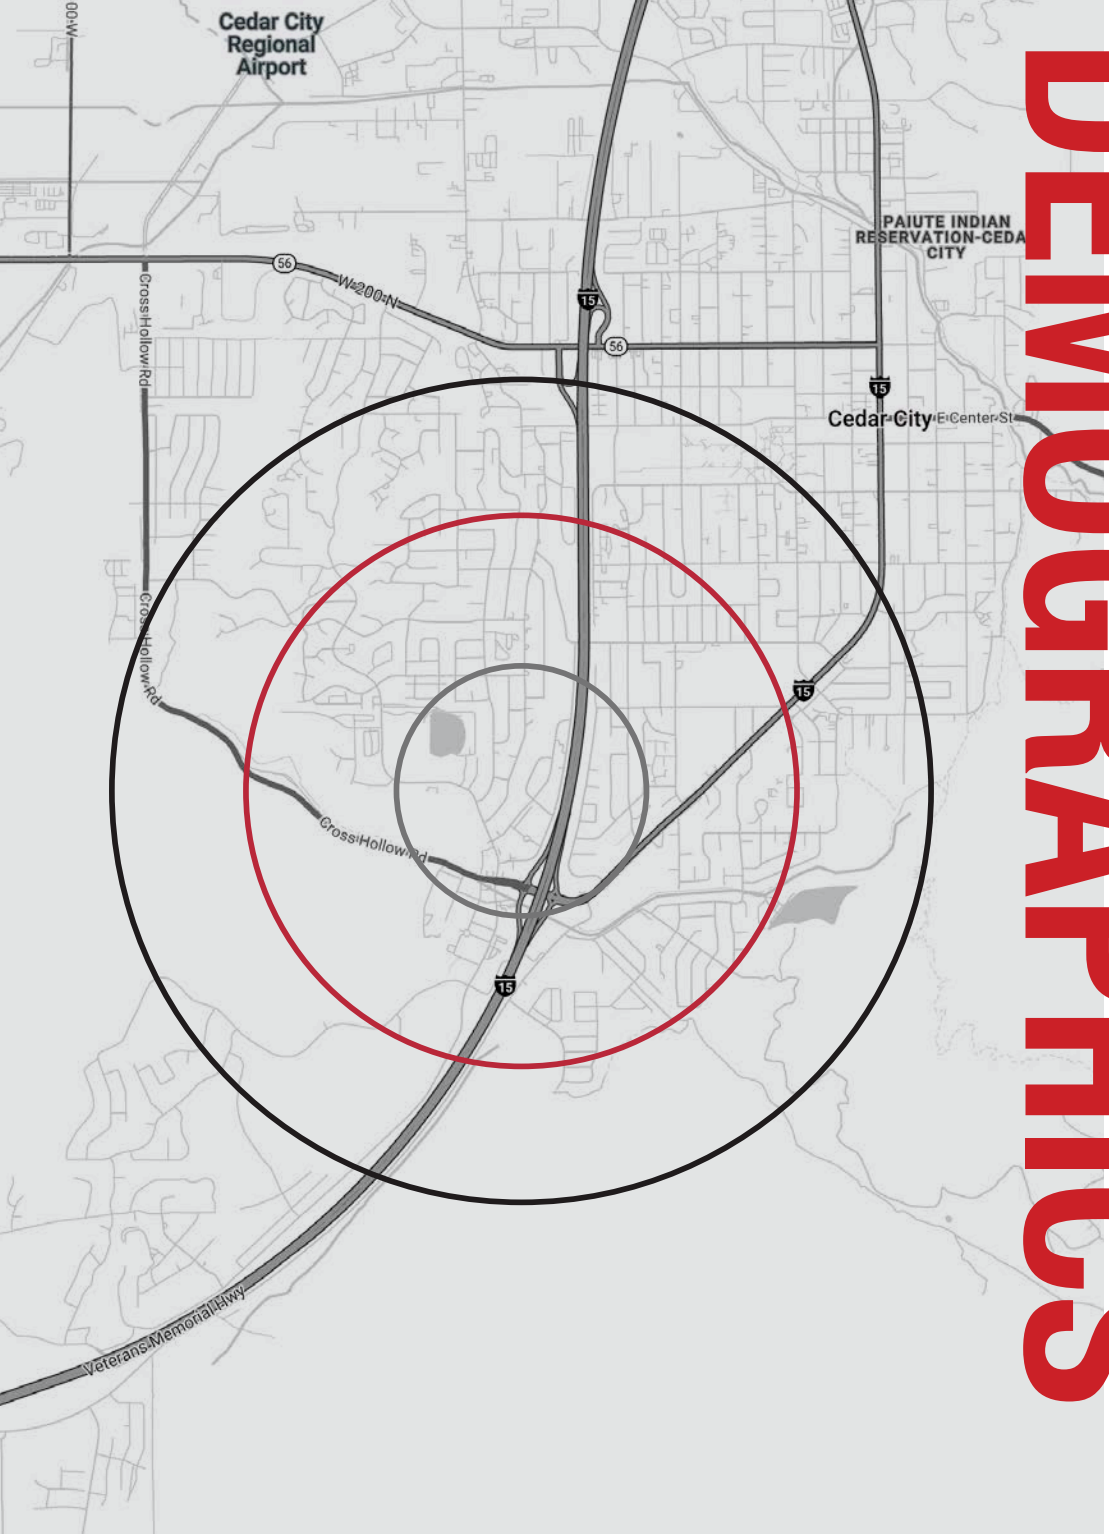 00-W
Cedar City
Regional
Airport
PAIUTE INDIAN
RESERVATION-CEDA
CITY
56
W 200 N
Cross Hollow Rd
15
56
15
Cedar City
E Center St
Cross Hollow Rd
15
Cross Hollow Rd
15
Veterans Memorial Hwy
DEMOGRAPHICS